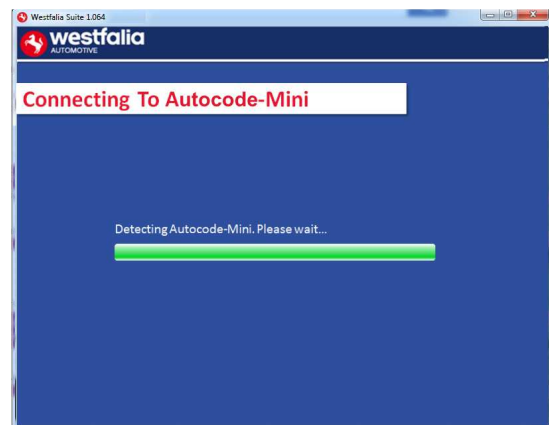 Westfalia Suite 1.064
westfalia
AUTOMOTIVE
Connecting To Autocode-Mini
Detecting Autocode-Mini. Please wait...